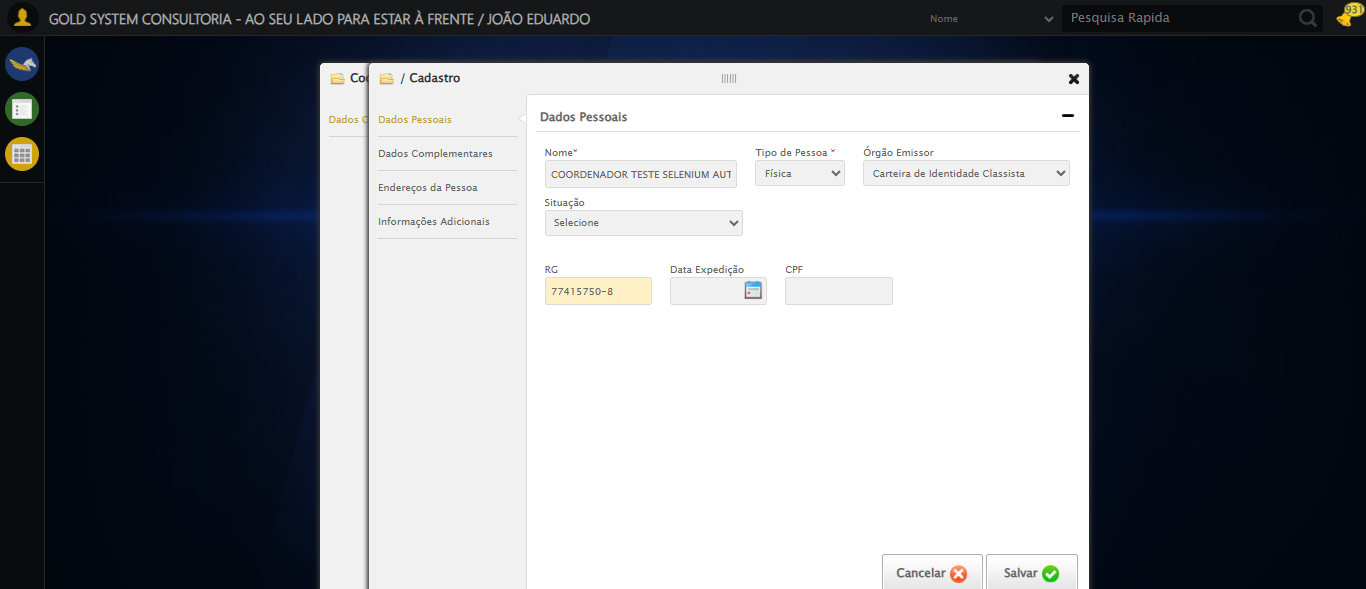 GOLD SYSTEM CONSULTORIA - AO SEU LADO PARA ESTAR À FRENTE / JOÃO EDUARDO
Nome
Pesquisa Rapida
931
Coo
/ Cadastro
Dados C
Dados Pessoais
Dados Complementares
Endereços da Pessoa
Informações Adicionais
Dados Pessoais
Nome*
Tipo de Pessoa *
Órgão Emissor
COORDENADOR TESTE SELENIUM AUT
Física
Carteira de Identidade Classista
Situação
Selecione
RG
Data Expedição
CPF
77415750-8
Cancelar
Salvar